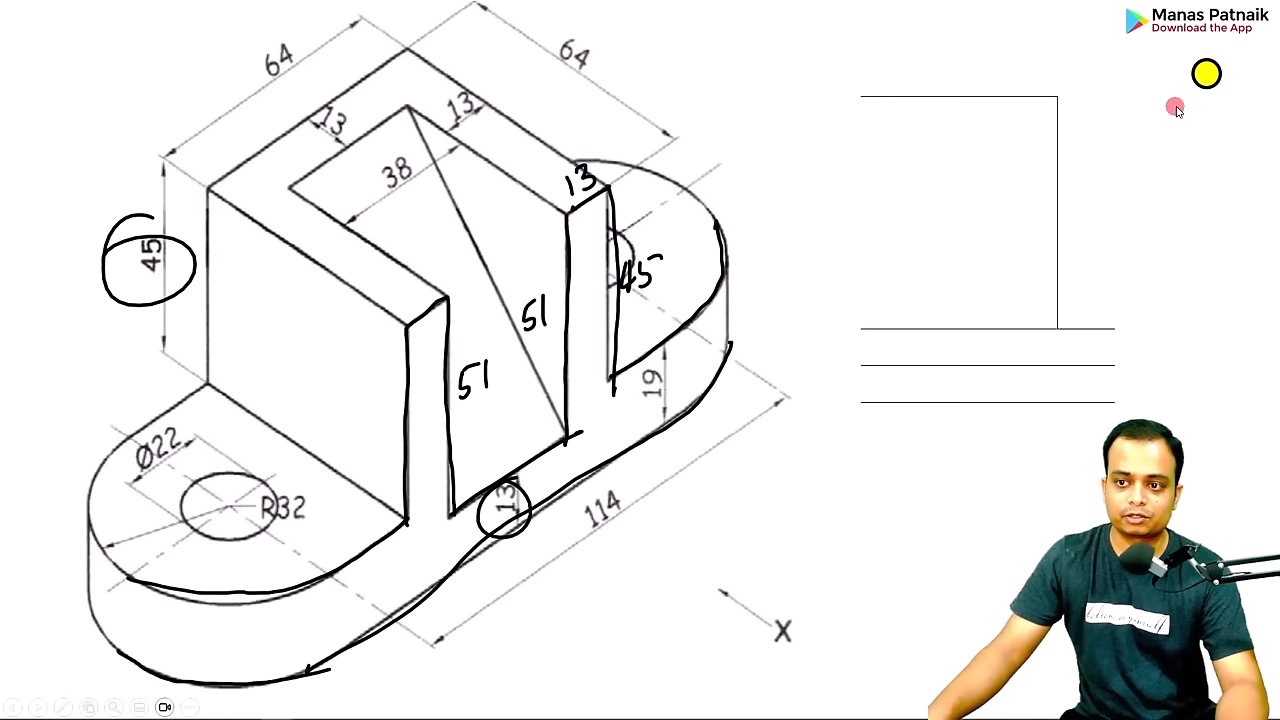 Manas Patnaik
Download the App
64
64
13
13
38
13
45
45
51
51
19
Ø22
R32
13
114
X